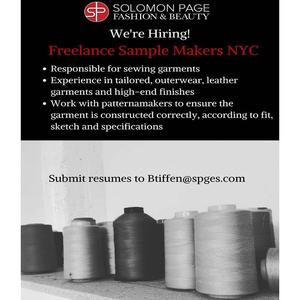 SP
SOLOMON PAGE
FASHION & BEAUTY
We're Hiring!
Freelance Sample Makers NYC
• Responsible for sewing garments
• Experience in tailored, outerwear, leather
garments and high-end finishes
• Work with patternamakers to ensure the
garment is constructed correctly, according to fit,
sketch and specifications
Submit resumes to Btiffen@spges.com